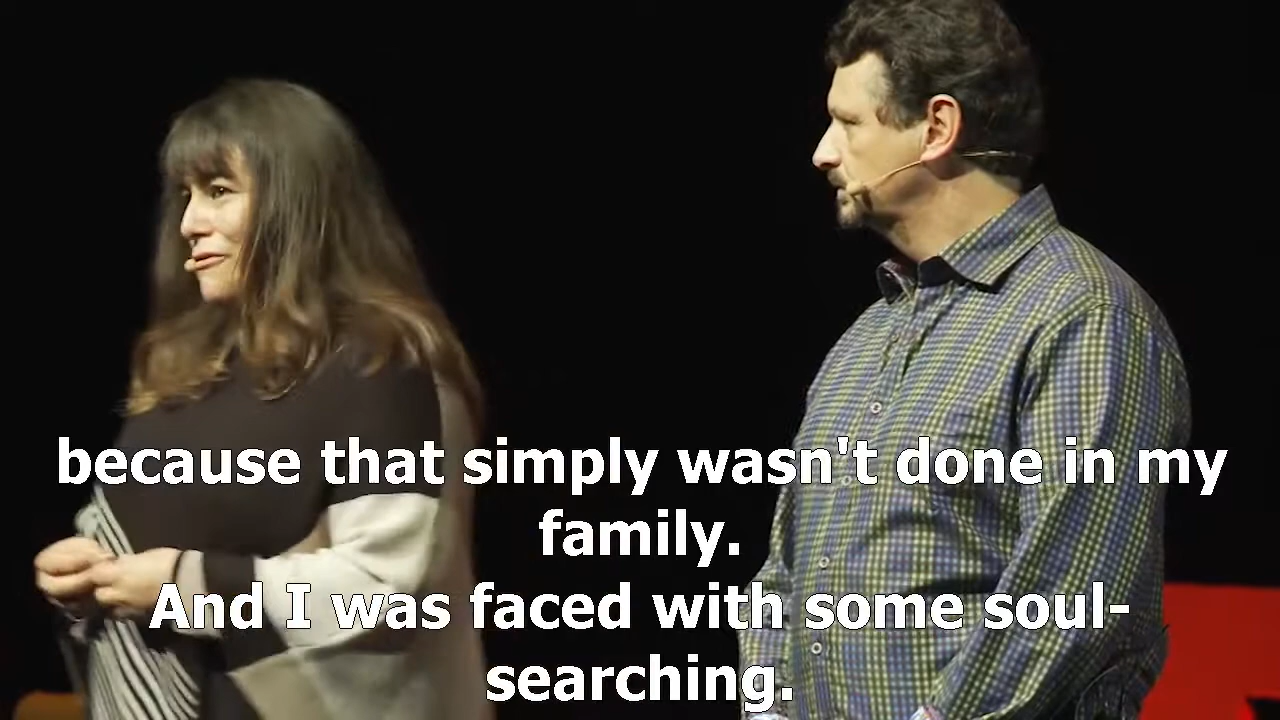 because that simply wasn't done in my
family.
And I was faced with some soul-
searching.